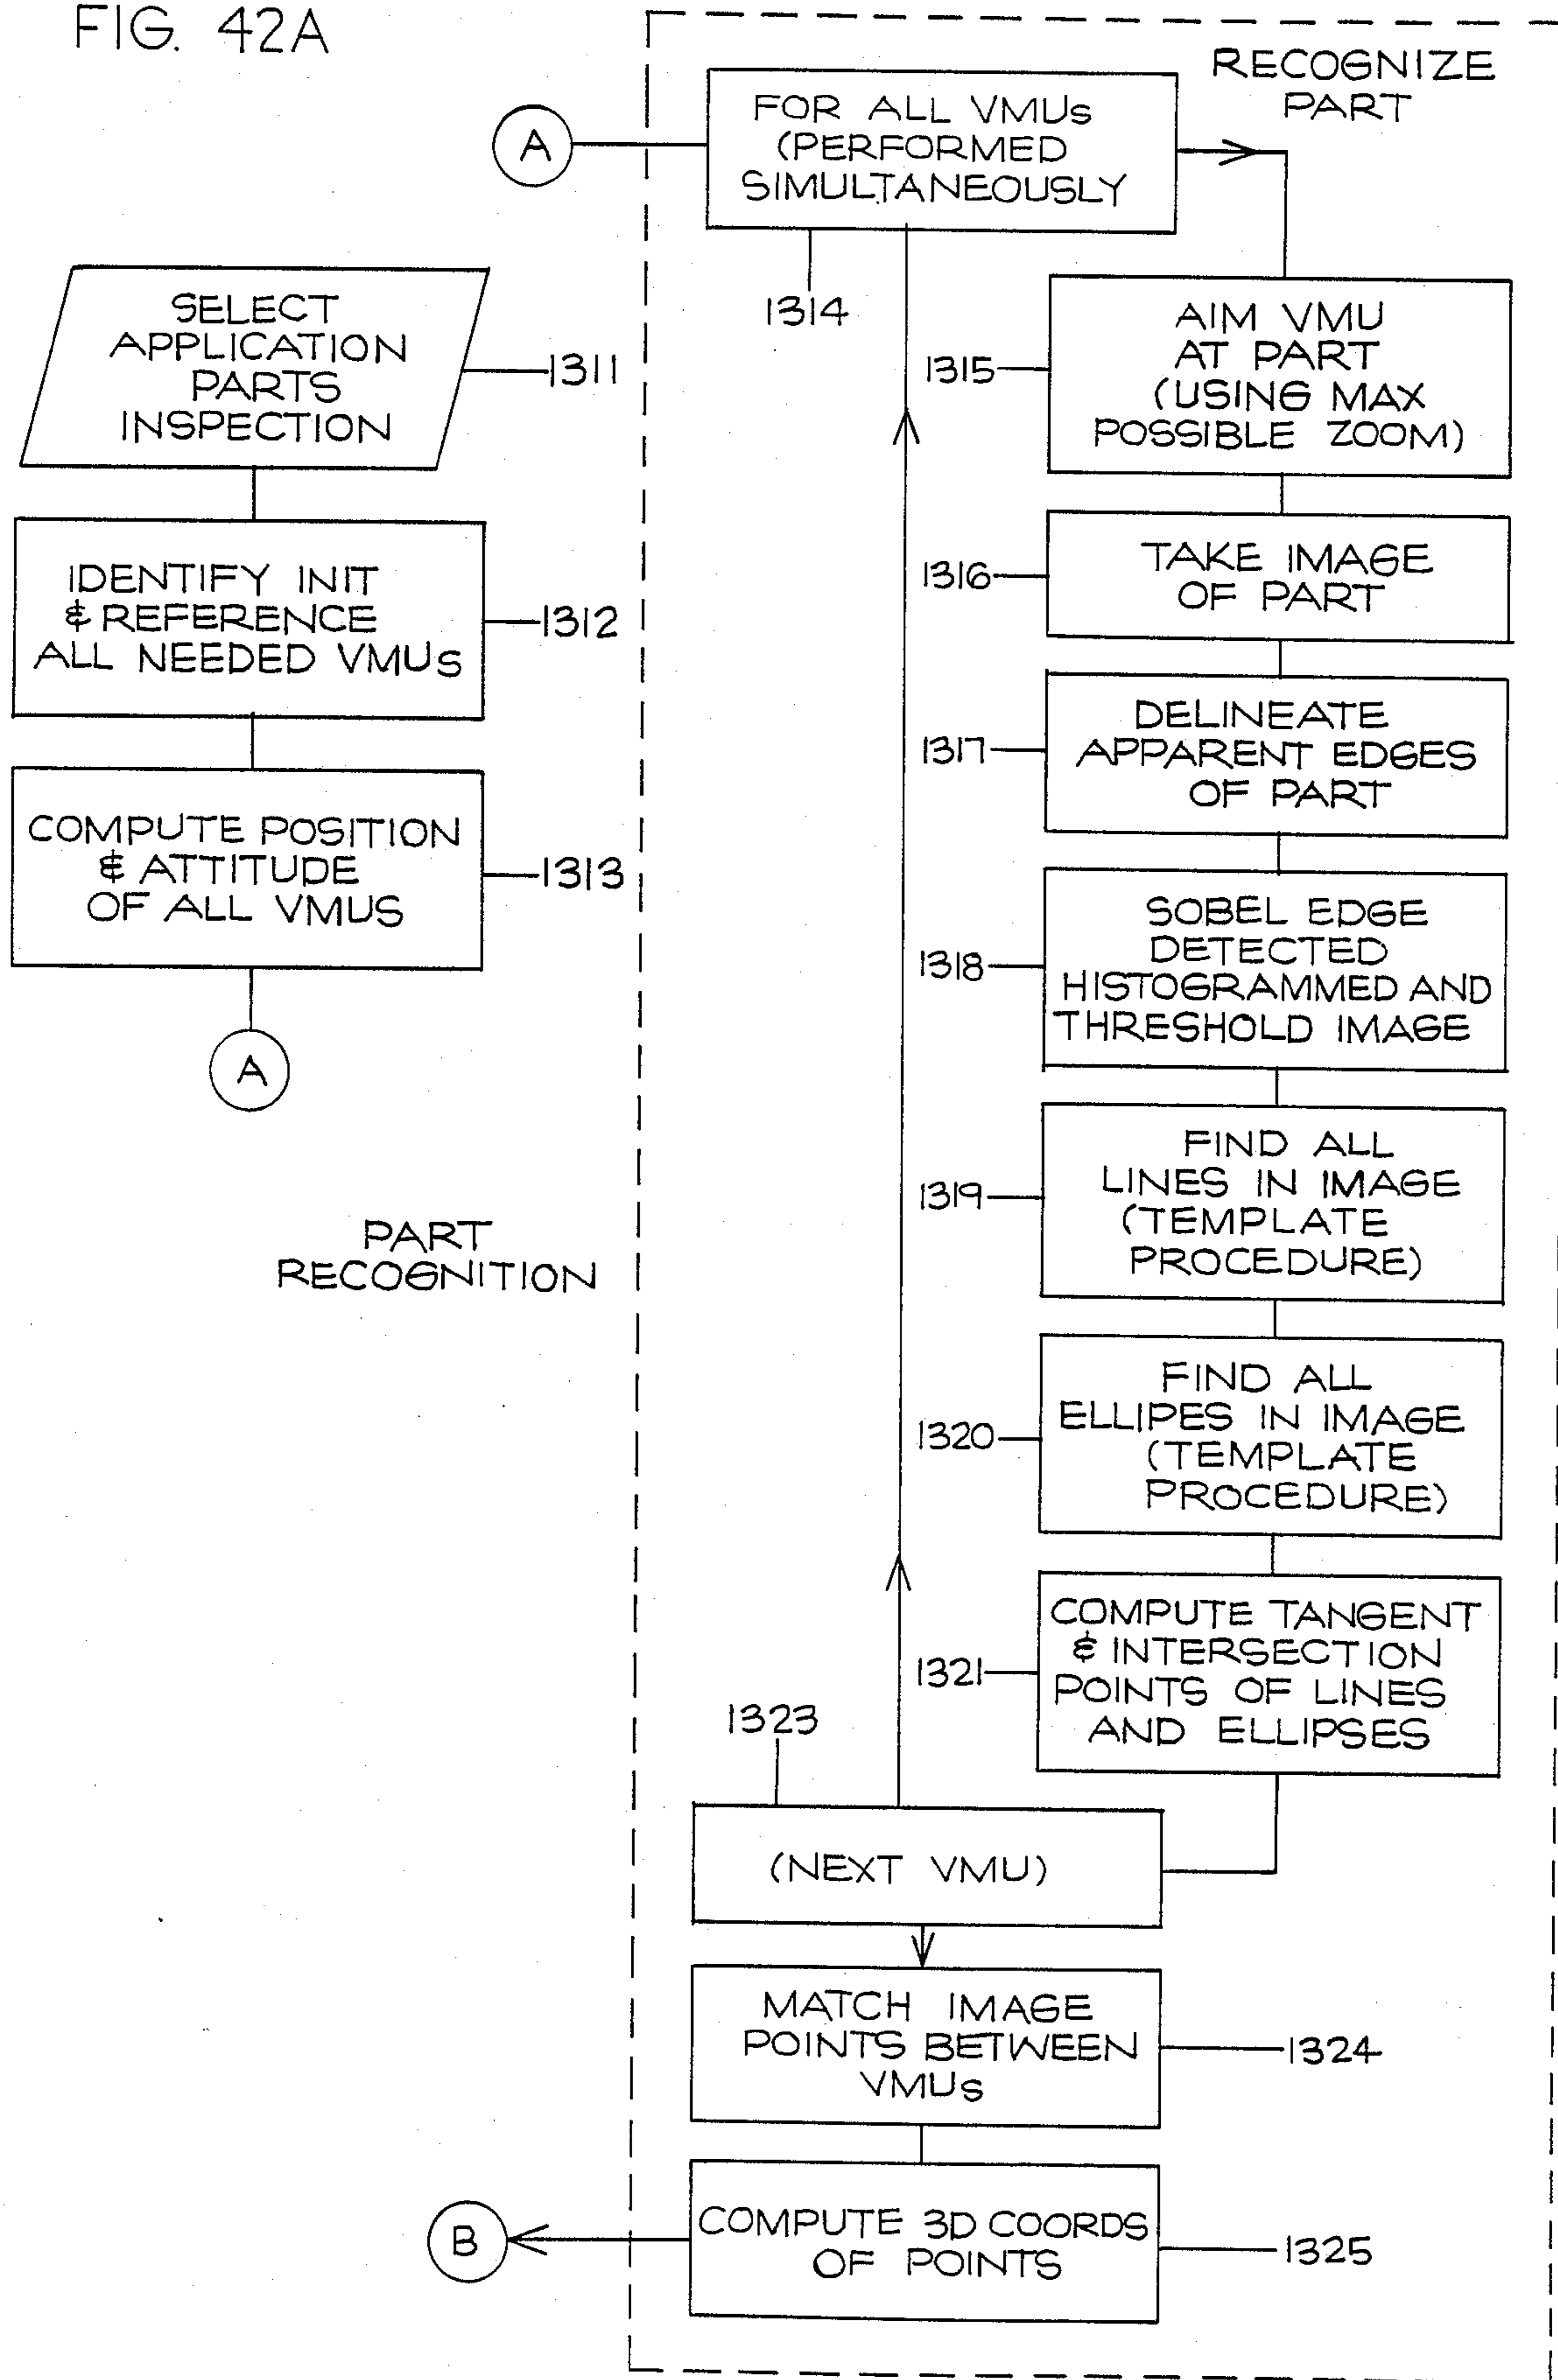 FIG. 42A
SELECT
APPLICATION
PARTS
INSPECTION
1311
IDENTIFY INIT
& REFERENCE
ALL NEEDED VMUs
1312
COMPUTE POSITION
& ATTITUDE
OF ALL VMUS
1313
A
PART
RECOGNITION
RECOGNIZE
PART
A
FOR ALL VMUs
(PERFORMED
SIMULTANEOUSLY
1314
AIM VMU
AT PART
(USING MAX
POSSIBLE ZOOM)
1315
TAKE IMAGE
OF PART
1316
DELINEATE
APPARENT EDGES
OF PART
1317
SOBEL EDGE
DETECTED
HISTOGRAMMED AND
THRESHOLD IMAGE
1318
FIND ALL
LINES IN IMAGE
(TEMPLATE
PROCEDURE)
1319
FIND ALL
ELLIPES IN IMAGE
(TEMPLATE
PROCEDURE)
1320
COMPUTE TANGENT
& INTERSECTION
POINTS OF LINES
AND ELLIPSES
1321
1323
(NEXT VMU)
MATCH IMAGE
POINTS BETWEEN
VMUs
1324
COMPUTE 3D COORDS
OF POINTS
1325
B